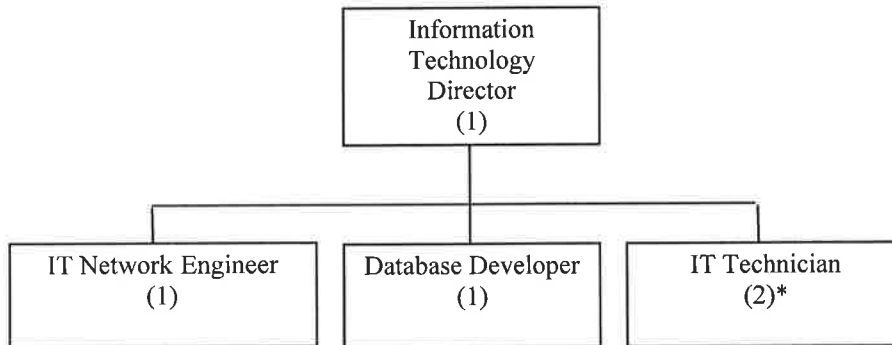 Information
Technology
Director
(1)
IT Network Engineer
(1)
Database Developer
(1)
IT Technician
(2)*